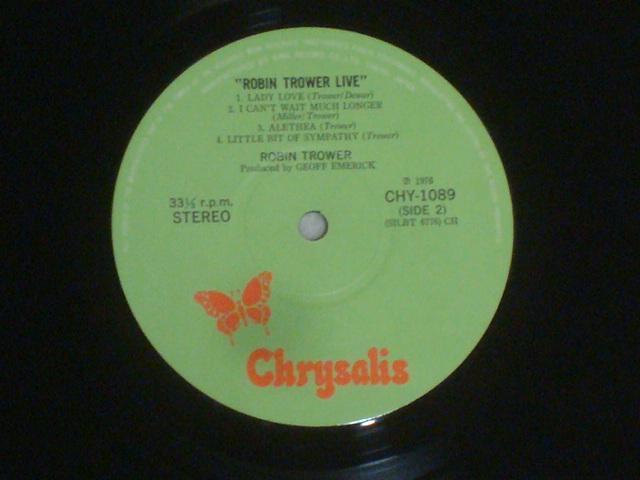 "ROBIN TROWER LIVE"
1. LADY LOVE (Trower/Dewar)
2. I CAN'T WAIT MUCH LONGER
(Miller/Trower)
3. ALETHEA (Trower)
4. LITTLE BIT OF SYMPATHY (Trower)
ROBIN TROWER
Produced by GEOFF EMERICK
℗ 1976
33⅓ r.p.m.
STEREO
CHY-1089
(SIDE 2)
CH
Chrysalis